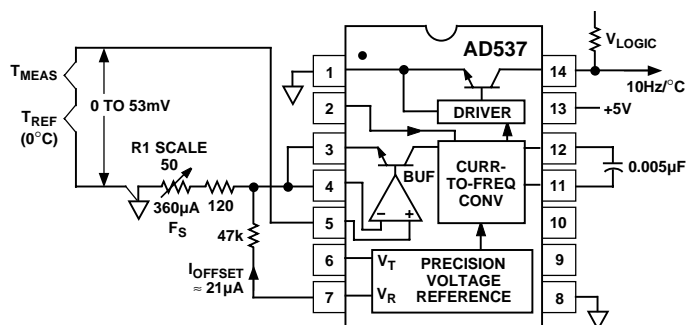 AD537
VLOGIC
TMEAS
0 TO 53mV
1
14
10Hz/°C
DRIVER
TREF
(0°C)
2
13
+5V
R1 SCALE
50
3
BUF
CURR-
TO-FREQ
CONV
12
0.005µF
4
– +
11
360µA
FS
120
5
10
47k
6
VT
PRECISION
VOLTAGE
REFERENCE
9
IOFFSET
≈ 21µA
7
VR
8